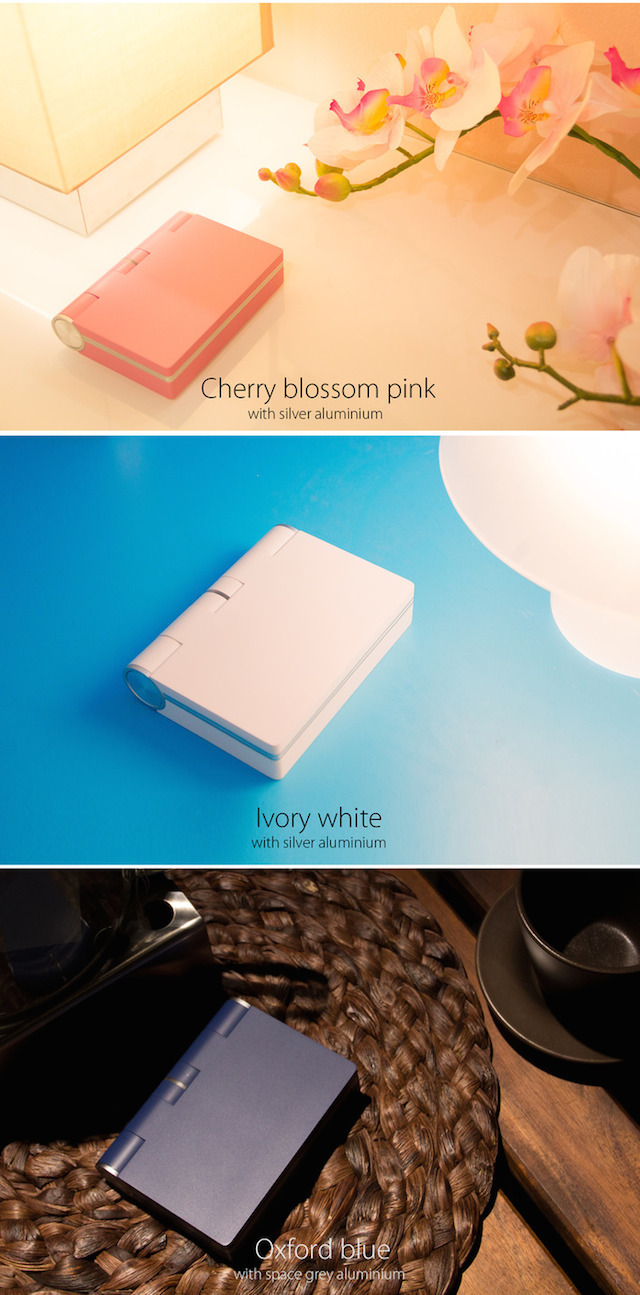 Cherry blossom pink
with silver aluminium
Ivory white
with silver aluminium
Oxford blue
with space grey aluminium